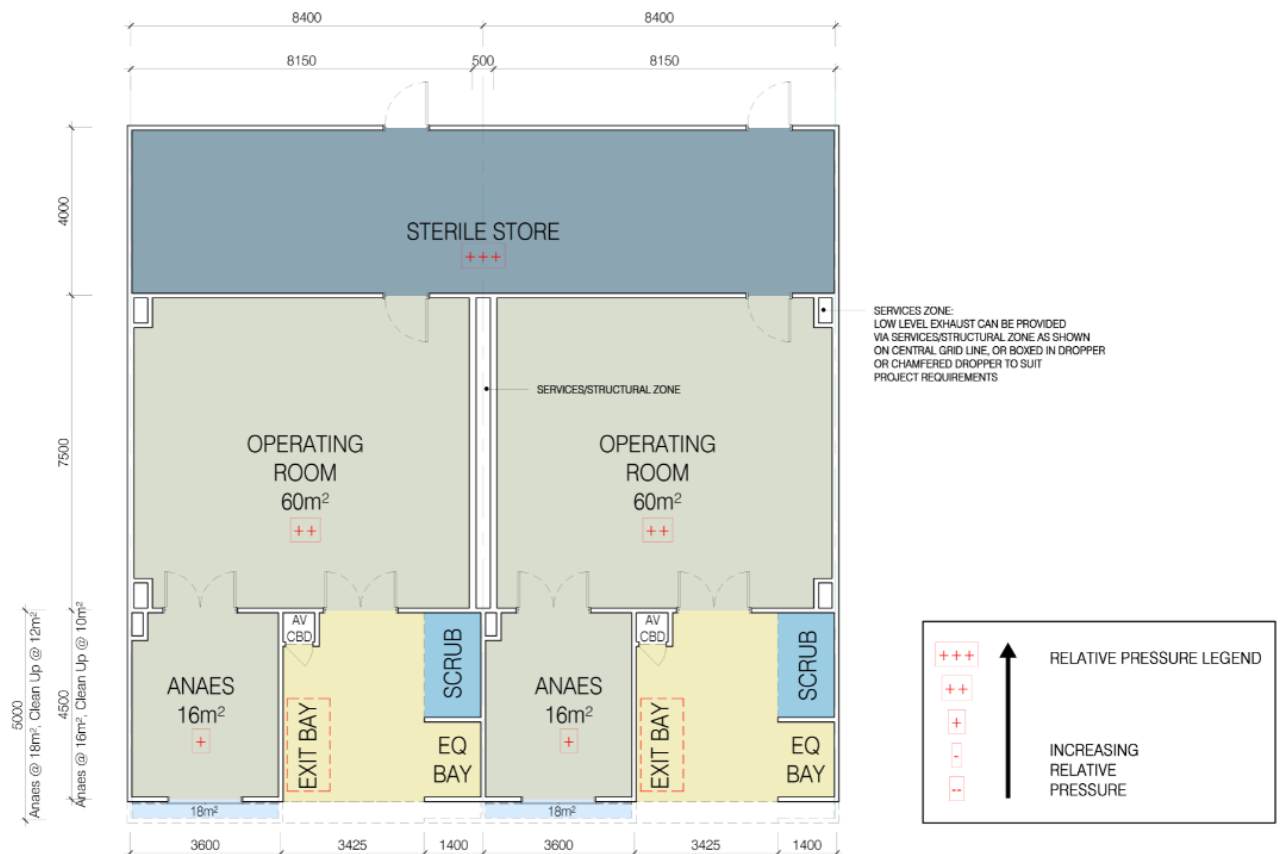 8400
8400
8150
500
8150
4000
STERILE STORE
+++
SERVICES ZONE:
LOW LEVEL EXHAUST CAN BE PROVIDED
VIA SERVICES/STRUCTURAL ZONE AS SHOWN
ON CENTRAL GRID LINE, OR BOXED IN DROPPER
OR CHAMFERED DROPPER TO SUIT
PROJECT REQUIREMENTS
SERVICES/STRUCTURAL ZONE
7500
OPERATING
ROOM
60m²
++
OPERATING
ROOM
60m²
++
5000
Anaes @ 18m², Clean Up @ 12m²
4500
Anaes @ 16m², Clean Up @ 10m²
ANAES
16m²
+
AV
CBD
EXIT BAY
SCRUB
EQ
BAY
ANAES
16m²
+
AV
CBD
EXIT BAY
SCRUB
EQ
BAY
18m²
18m²
3600
3425
1400
3600
3425
1400
+++
RELATIVE PRESSURE LEGEND
++
+
-
--
INCREASING
RELATIVE
PRESSURE